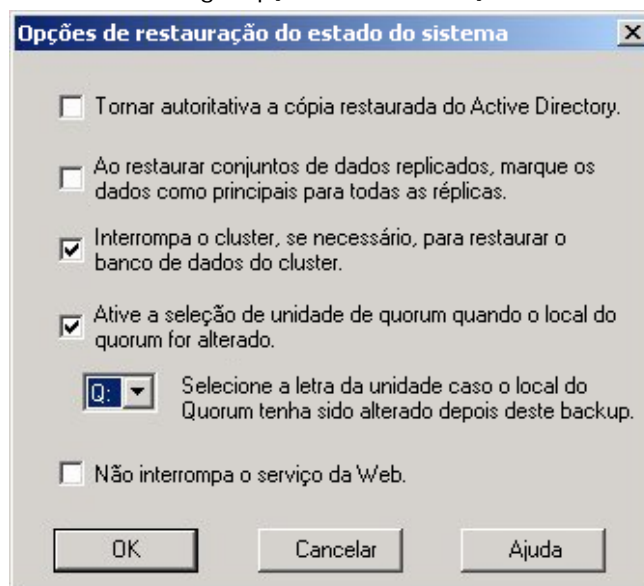 Opções de restauração do estado do sistema
Tornar autoritativa a cópia restaurada do Active Directory.
Ao restaurar conjuntos de dados replicados, marque os
dados como principais para todas as réplicas.
Interrompa o cluster, se necessário, para restaurar o
banco de dados do cluster.
Ative a seleção de unidade de quorum quando o local do
quorum for alterado.
Q: Selecione a letra da unidade caso o local do
Quorum tenha sido alterado depois deste backup.
Não interrompa o serviço da Web.
OK Cancelar Ajuda